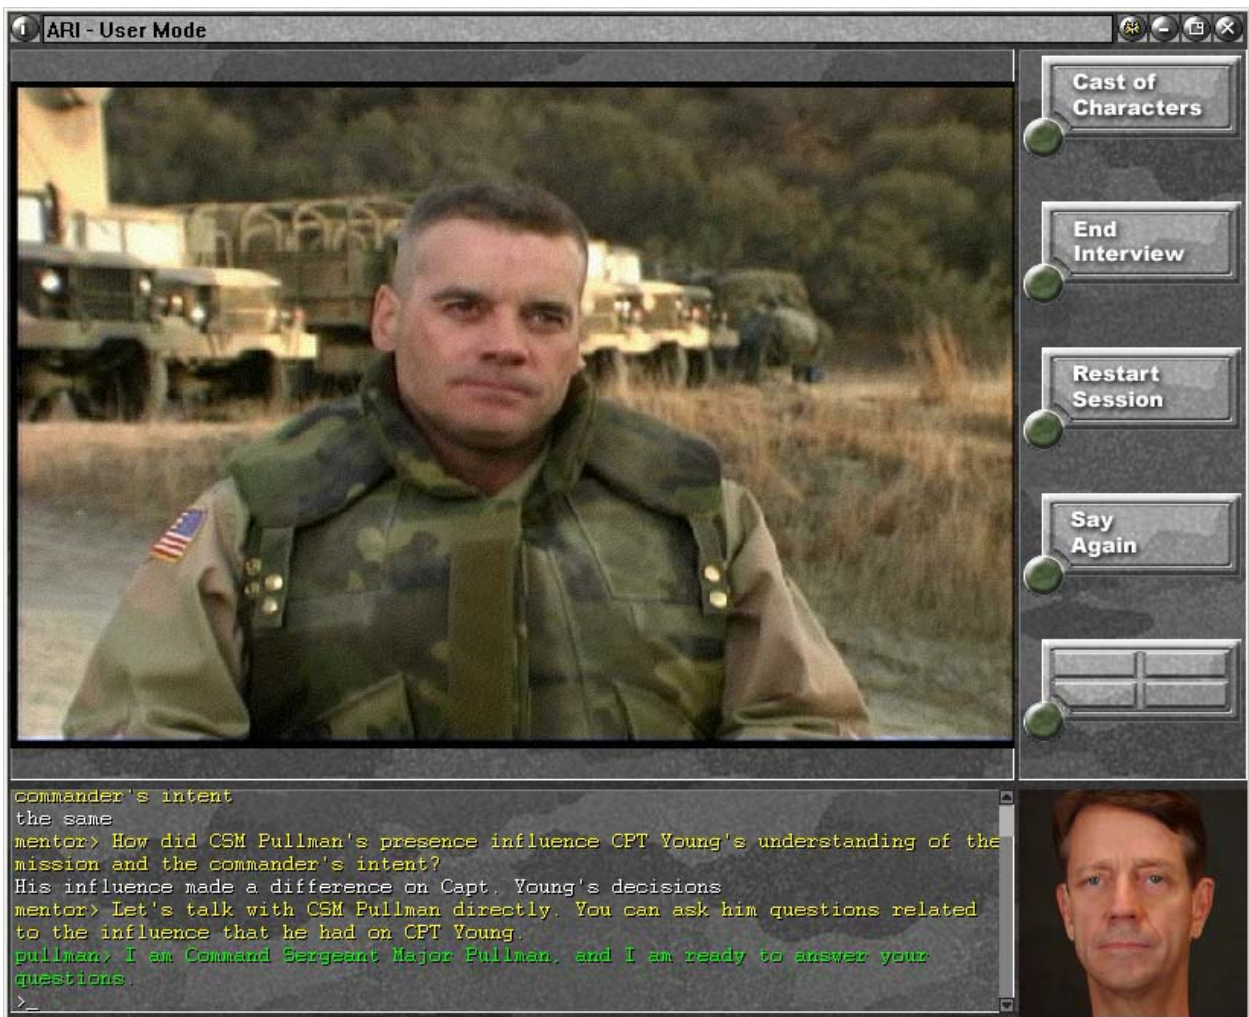 ARI - User Mode
Cast of
Characters
End
Interview
Restart
Session
Say
Again
commander's intent
the same
mentor> How did CSM Pullman's presence influence CPT Young's understanding of the
mission and the commander's intent?
His influence made a difference on Capt. Young's decisions
mentor> Let's talk with CSM Pullman directly. You can ask him questions related
to the influence that he had on CPT Young.
pullman> I am Command Sergeant Major Pullman, and I am ready to answer your
questions.
>_